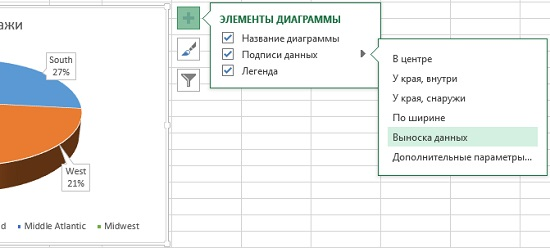 ажи
South
27%
West
21%
d Middle Atlantic Midwest
ЭЛЕМЕНТЫ ДИАГРАММЫ
Название диаграммы
Подписи данных
Легенда
В центре
У края, внутри
У края, снаружи
По ширине
Выноска данных
Дополнительные параметры...